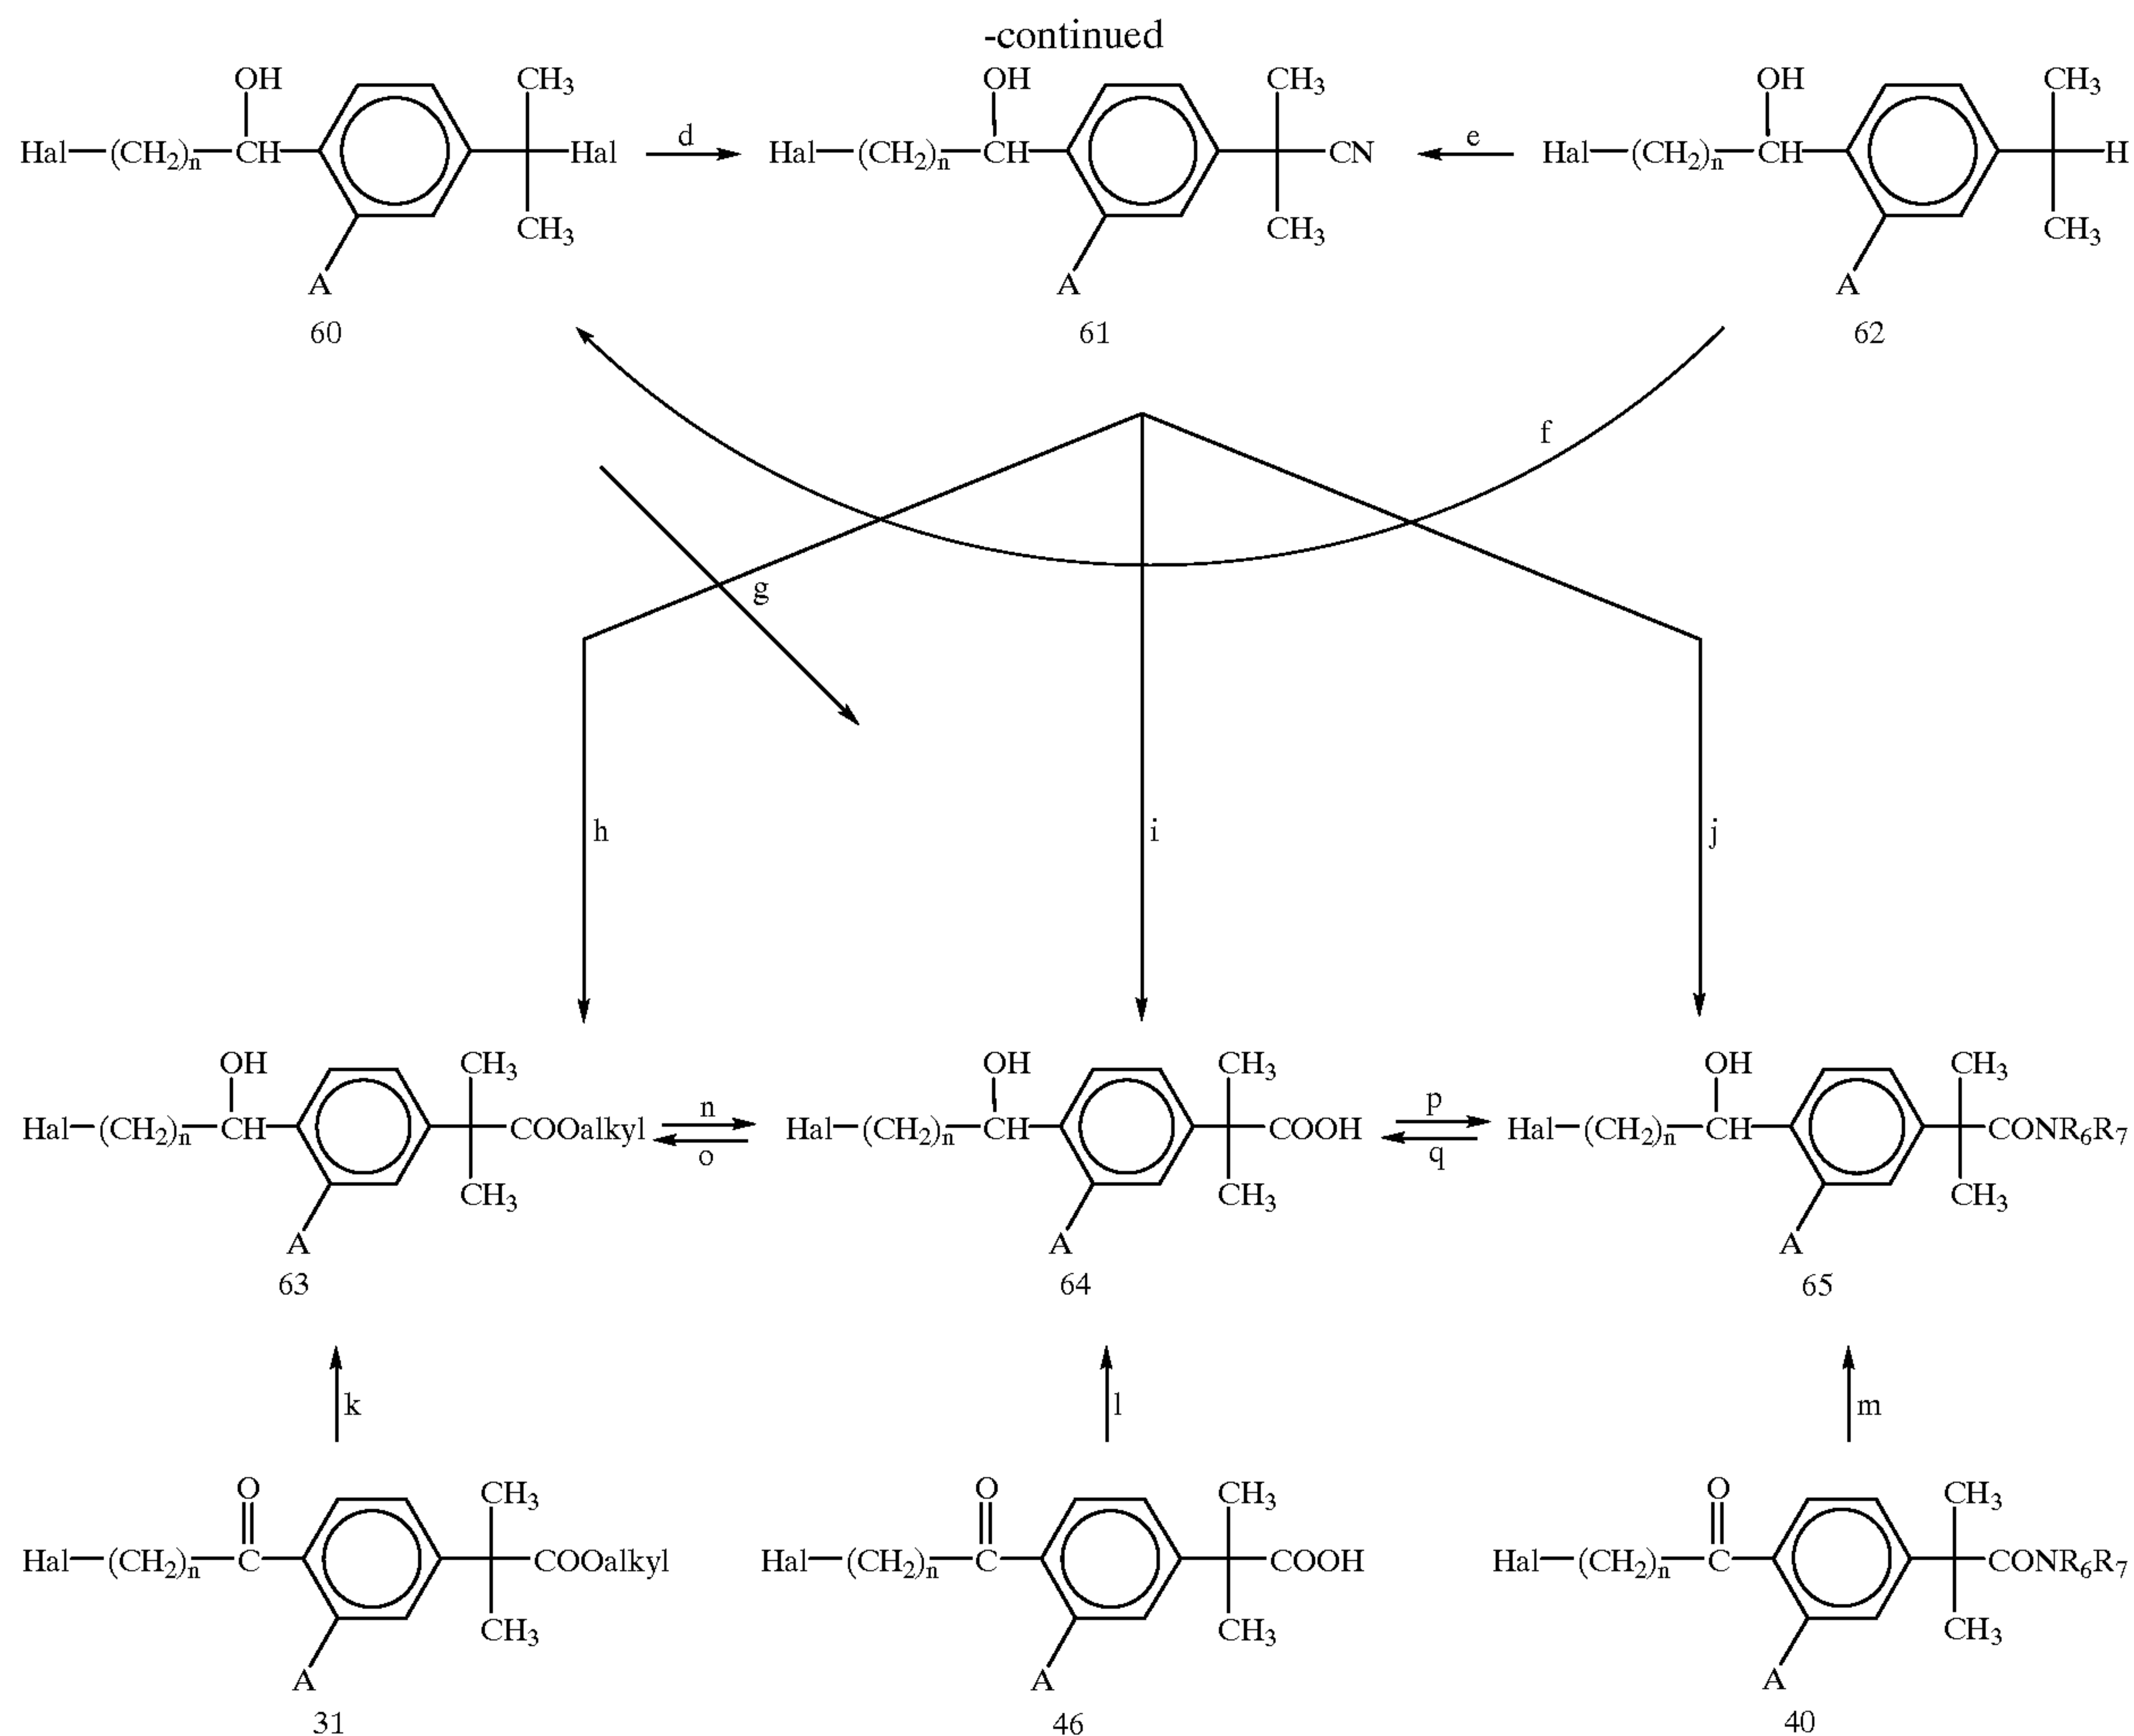 -continued
OH CH₃ OH CH₃ OH CH₃
Hal—(CH₂)n—CH Hal d Hal—(CH₂)n—CH CN e Hal—(CH₂)n—CH H
CH₃ CH₃ CH₃
A A A
60 61 62
f
g
h i j
OH CH₃ OH CH₃ OH CH₃
Hal—(CH₂)n—CH COOalkyl n Hal—(CH₂)n—CH COOH p Hal—(CH₂)n—CH CONR₆R₇
o q
CH₃ CH₃ CH₃
A A A
63 64 65
k l m
O CH₃ O CH₃ O CH₃
Hal—(CH₂)n—C COOalkyl Hal—(CH₂)n—C COOH Hal—(CH₂)n—C CONR₆R₇
CH₃ CH₃ CH₃
A A A
31 46 40